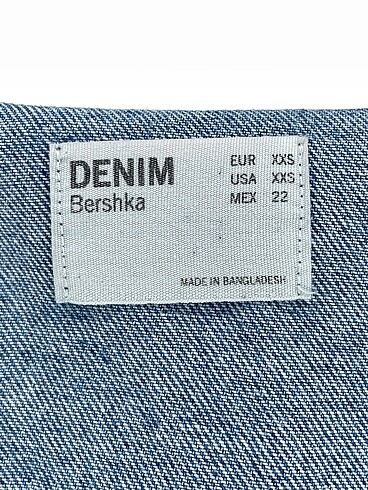 DENIM
Bershka
EUR XXS
USA XXS
MEX 22
MADE IN BANGLADESH